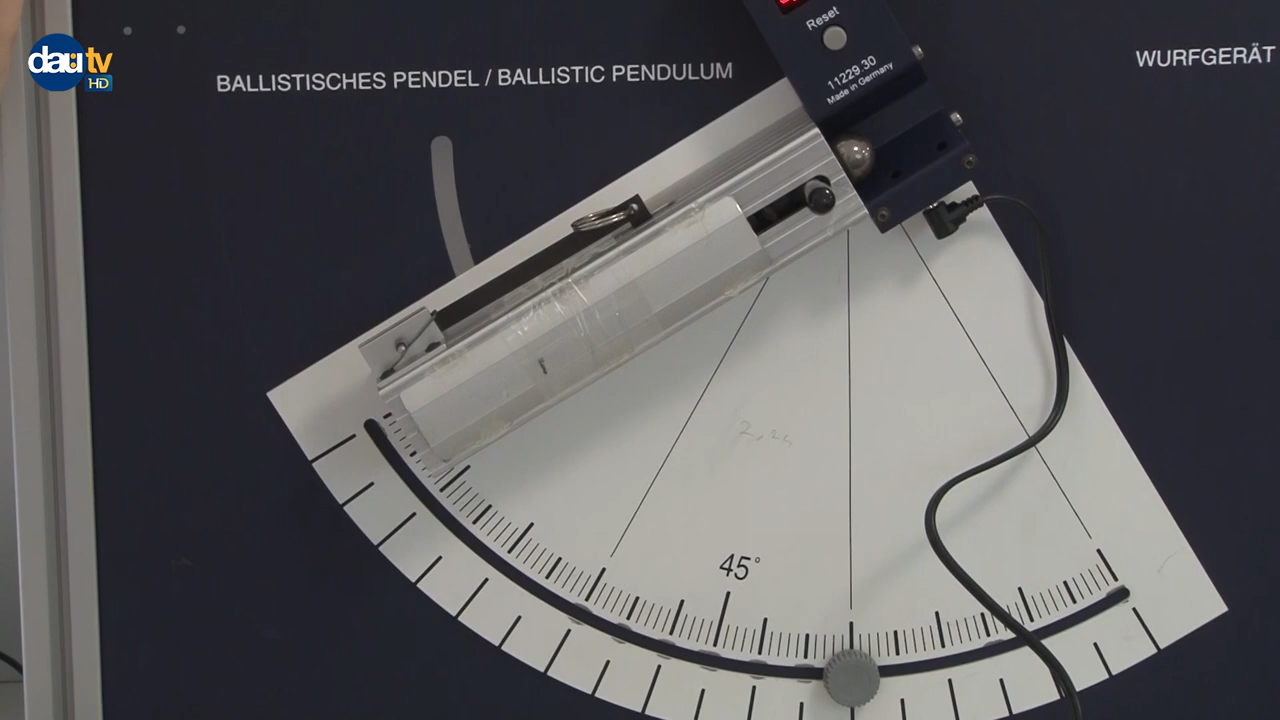 dautv
HD
BALLISTISCHES PENDEL / BALLISTIC PENDULUM
WURFGERÄT
Reset
11229.30
Made in Germany
45°